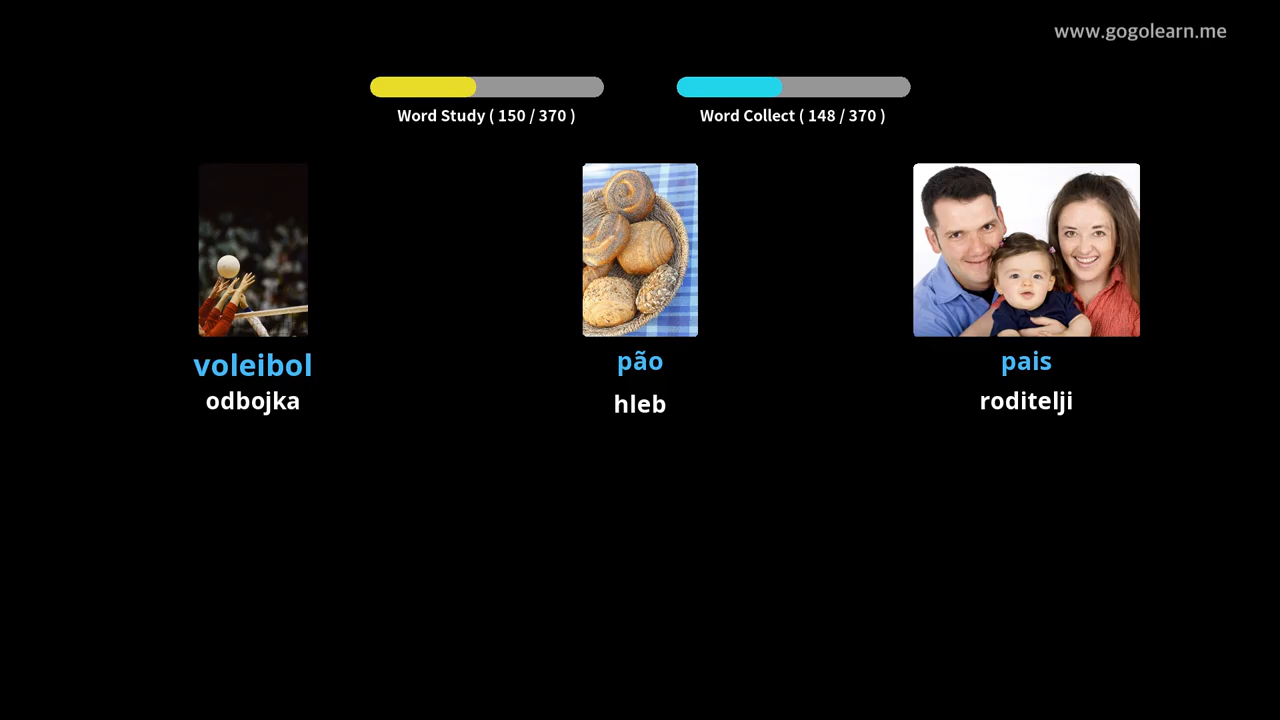 www.gogolearn.me
Word Study ( 150 / 370 )
Word Collect ( 148 / 370 )
voleibol
odbojka
pão
hleb
pais
roditelji